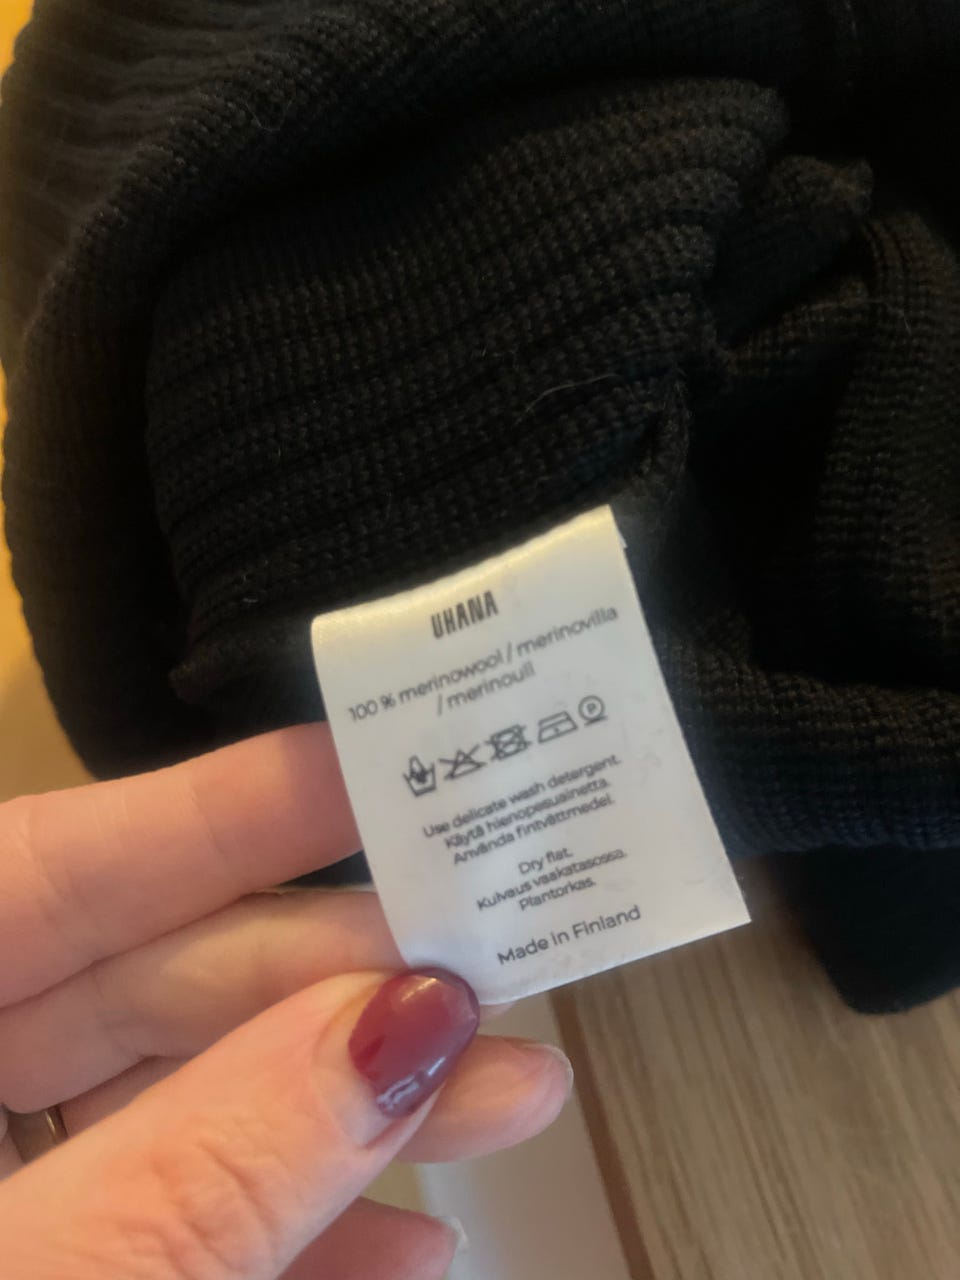 UHANA
100 % merinowool / merinovilla
/ merinoull
P
Use delicate wash detergent.
Käytä hienopesuainetta.
Använda fintvättmedel.
Dry flat.
Kuivaus vaakatasossa.
Plantorkas.
Made in Finland